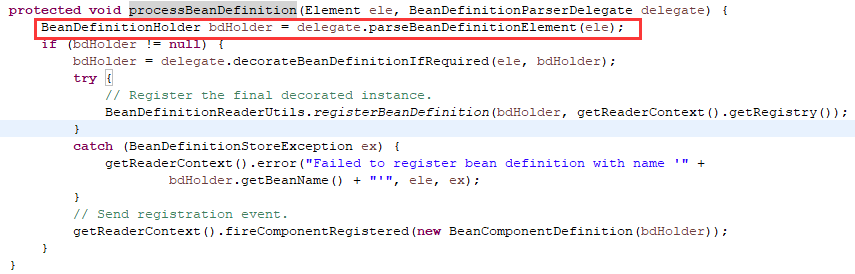 protected void processBeanDefinition(Element ele, BeanDefinitionParserDelegate delegate) {
BeanDefinitionHolder bdHolder = delegate.parseBeanDefinitionElement(ele);
if (bdHolder != null) {
bdHolder = delegate.decorateBeanDefinitionIfRequired(ele, bdHolder);
try {
// Register the final decorated instance.
BeanDefinitionReaderUtils.registerBeanDefinition(bdHolder, getReaderContext().getRegistry());
}
catch (BeanDefinitionStoreException ex) {
getReaderContext().error("Failed to register bean definition with name '" +
bdHolder.getBeanName() + "'", ele, ex);
}
// Send registration event.
getReaderContext().fireComponentRegistered(new BeanComponentDefinition(bdHolder));
}
}